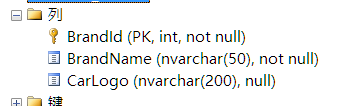 列
BrandId (PK, int, not null)
BrandName (nvarchar(50), not null)
CarLogo (nvarchar(200), null)
键